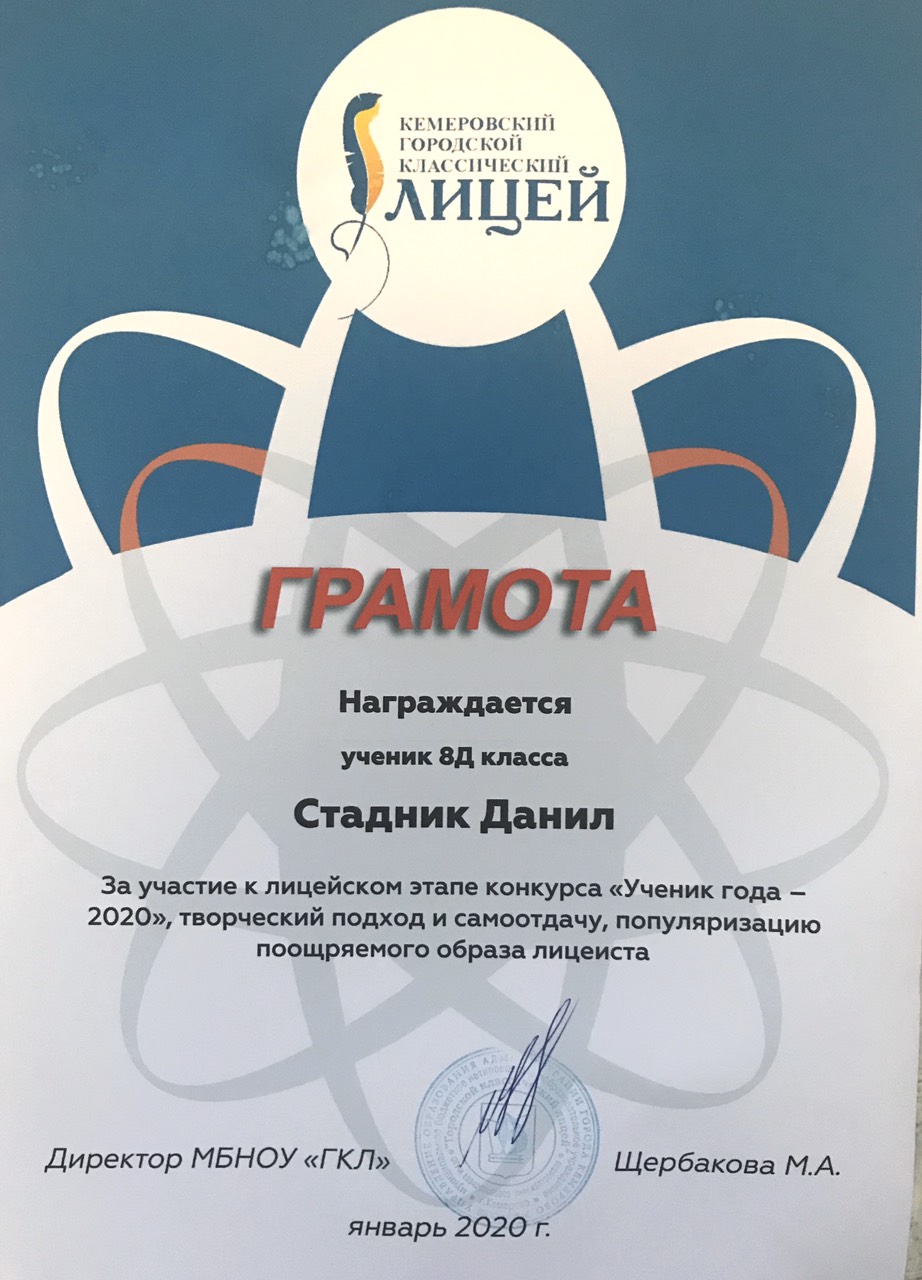 КЕМЕРОВСКИЙ
ГОРОДСКОЙ
КЛАССИЧЕСКИЙ
ЛИЦЕЙ
ГРАМОТА
Награждается
ученик 8Д класса
Стадник Данил
За участие к лицейском этапе конкурса «Ученик года –
2020», творческий подход и самоотдачу, популяризацию
поощряемого образа лицеиста
Директор МБНОУ «ГКЛ»
Щербакова М.А.
январь 2020 г.